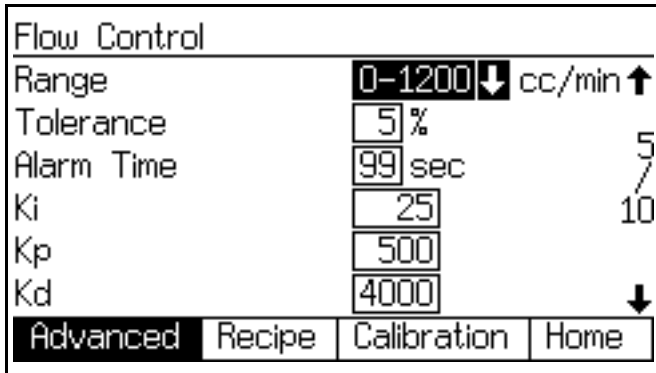 Flow Control
Range 0-1200 cc/min
Tolerance 5 %
Alarm Time 99 sec
Ki 25
Kp 500
Kd 4000
5
/
10
Advanced Recipe Calibration Home